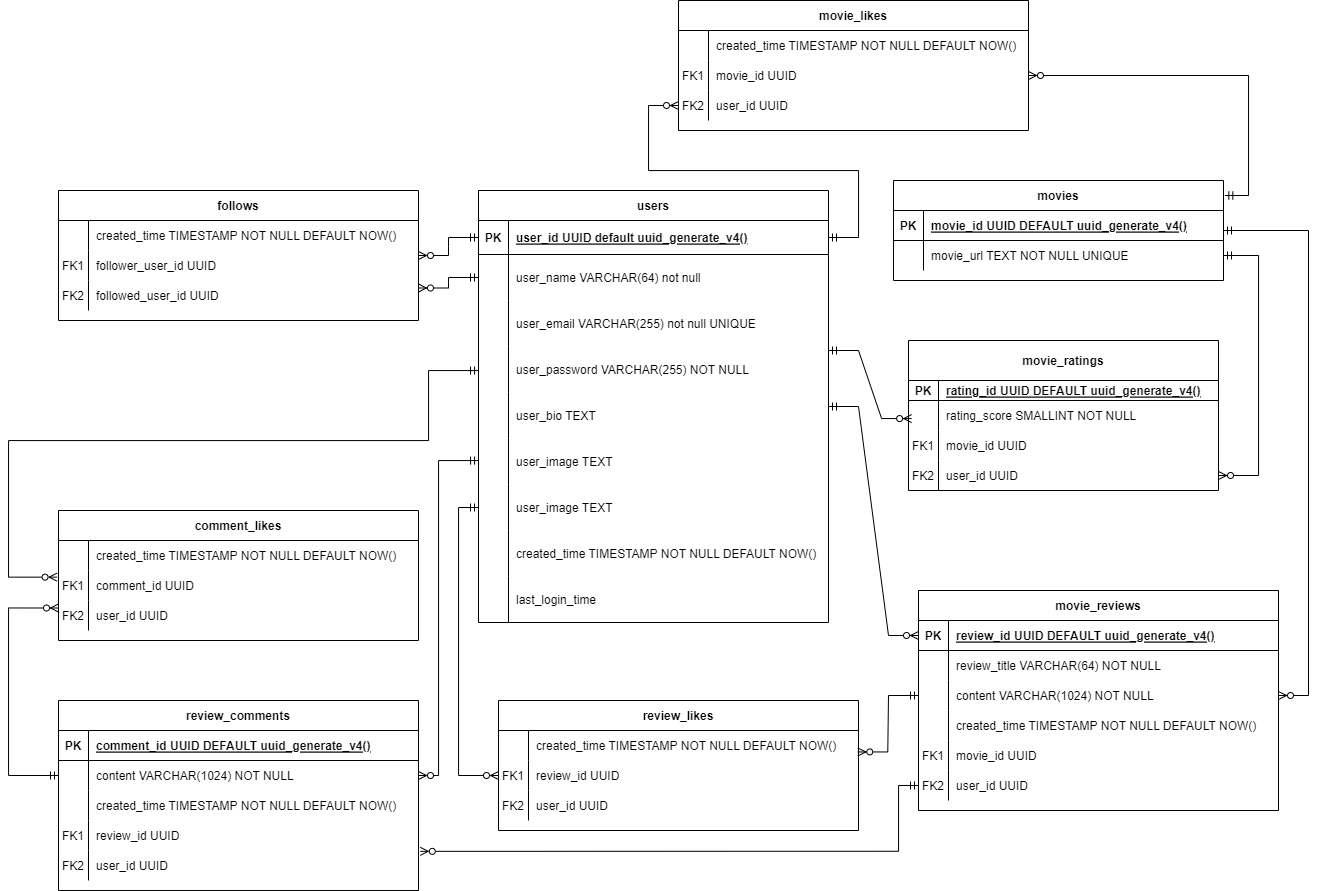 movie_likes
created_time TIMESTAMP NOT NULL DEFAULT NOW()
FK1 movie_id UUID
FK2 user_id UUID
follows
created_time TIMESTAMP NOT NULL DEFAULT NOW()
FK1 follower_user_id UUID
FK2 followed_user_id UUID
users
PK user_id UUID default uuid_generate_v4()
user_name VARCHAR(64) not null
user_email VARCHAR(255) not null UNIQUE
user_password VARCHAR(255) NOT NULL
user_bio TEXT
user_image TEXT
user_image TEXT
created_time TIMESTAMP NOT NULL DEFAULT NOW()
last_login_time
movies
PK movie_id UUID DEFAULT uuid_generate_v4()
movie_url TEXT NOT NULL UNIQUE
movie_ratings
PK rating_id UUID DEFAULT uuid_generate_v4()
rating_score SMALLINT NOT NULL
FK1 movie_id UUID
FK2 user_id UUID
comment_likes
created_time TIMESTAMP NOT NULL DEFAULT NOW()
FK1 comment_id UUID
FK2 user_id UUID
movie_reviews
PK review_id UUID DEFAULT uuid_generate_v4()
review_title VARCHAR(64) NOT NULL
content VARCHAR(1024) NOT NULL
created_time TIMESTAMP NOT NULL DEFAULT NOW()
FK1 movie_id UUID
FK2 user_id UUID
review_comments
PK comment_id UUID DEFAULT uuid_generate_v4()
content VARCHAR(1024) NOT NULL
created_time TIMESTAMP NOT NULL DEFAULT NOW()
FK1 review_id UUID
FK2 user_id UUID
review_likes
created_time TIMESTAMP NOT NULL DEFAULT NOW()
FK1 review_id UUID
FK2 user_id UUID